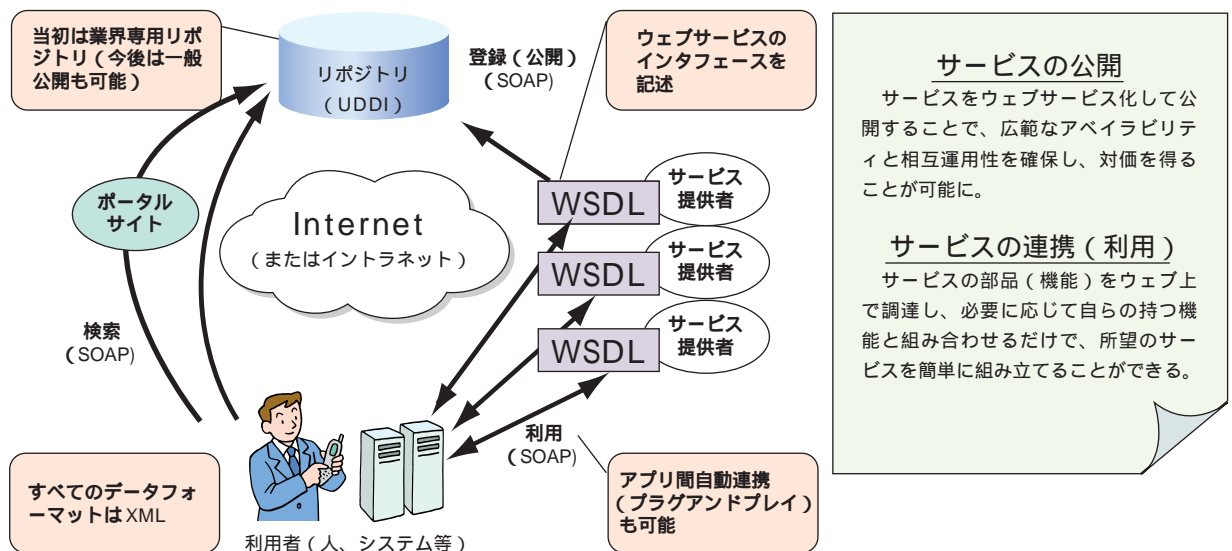 当初は業界専用リポ
ジトリ（今後は一般
公開も可能）
リポジトリ
（UDDI）
登録（公開）
（SOAP)
ウェブサービスの
インタフェースを
記述
ポータル
サイト
Internet
（またはイントラネット）
WSDL
サービス
提供者
WSDL
サービス
提供者
WSDL
サービス
提供者
検索
（SOAP)
利用
（SOAP)
すべてのデータフォ
ーマットはXML
利用者（人、システム等）
アプリ間自動連携
（プラグアンドプレイ）
も可能
サービスの公開
サービスをウェブサービス化して公
開することで、広範なアベイラビリテ
ィと相互運用性を確保し、対価を得る
ことが可能に。
サービスの連携（利用）
サービスの部品（機能）をウェブ上
で調達し、必要に応じて自らの持つ機
能と組み合わせるだけで、所望のサー
ビスを簡単に組み立てることができる。